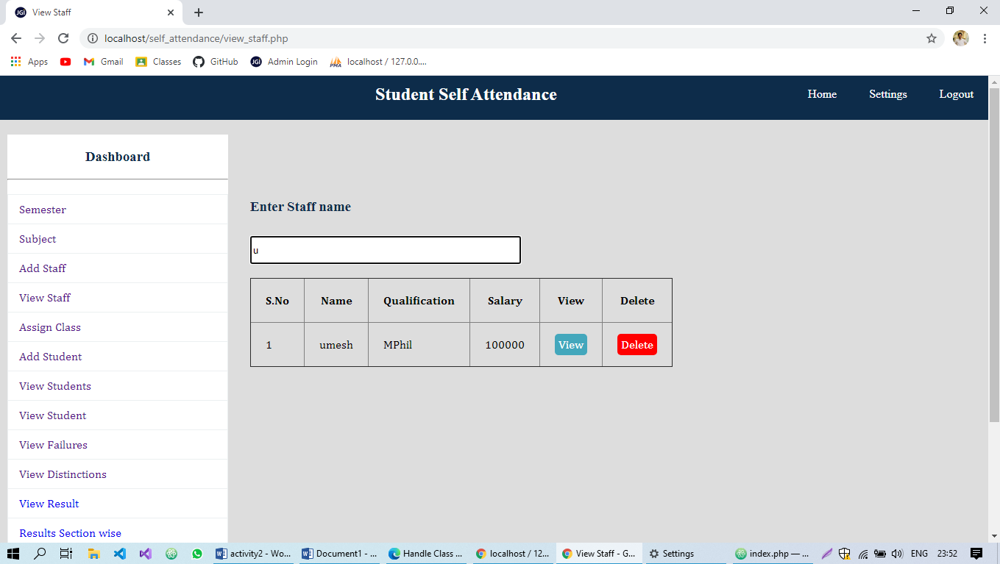 JGI View Staff
localhost/self_attendance/view_staff.php
Apps Gmail Classes GitHub JGI Admin Login PMA localhost / 127.0.0....
Student Self Attendance Home Settings Logout
Dashboard
Semester
Subject
Add Staff
View Staff
Assign Class
Add Student
View Students
View Student
View Failures
View Distinctions
View Result
Results Section wise
Enter Staff name
u
S.No Name Qualification Salary View Delete
1 umesh MPhil 100000 View Delete
activity2 - Wo... Document1 - ... Handle Class ... localhost / 12... View Staff - G... Settings index.php — ... ENG 23:52